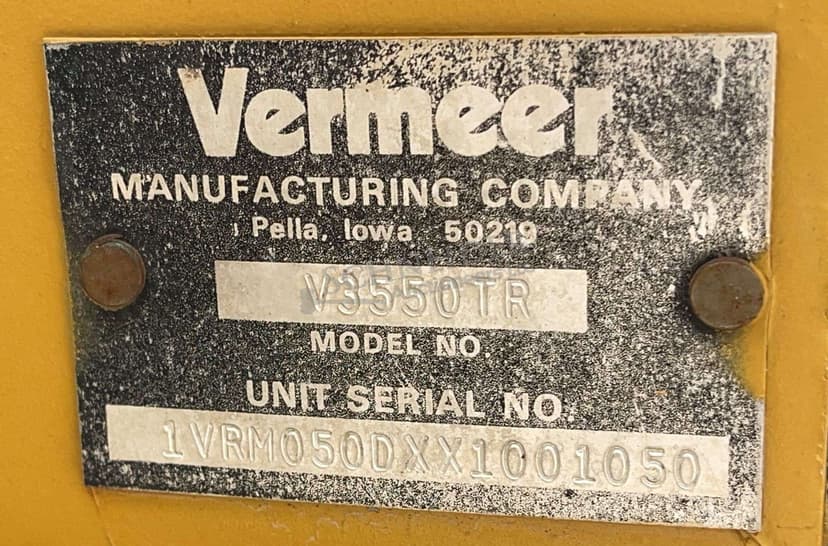 Vermeer
MANUFACTURING COMPANY
Pella, Iowa 50219
V3550TR
MODEL NO.
UNIT SERIAL NO.
1VRM050DXX1001050